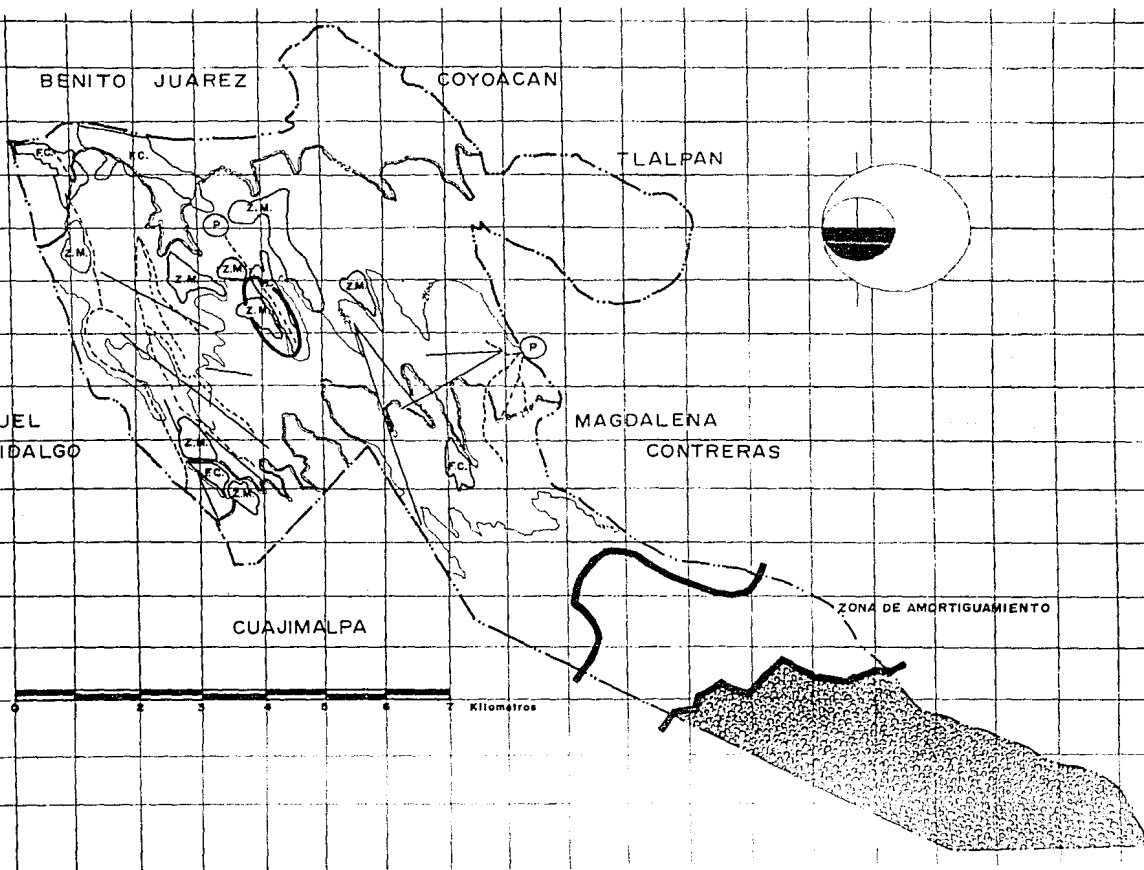 BENITO JUAREZ
COYOACAN
TLALPAN
F.C.
F.C.
Z.M.
P
Z.M.
Z.M.
Z.M.
Z.M.
Z.M.
P
UEL
IDALGO
MAGDALENA
CONTRERAS
Z.M.
F.C.
Z.M.
F.C.
CUAJIMALPA
ZONA DE AMORTIGUAMIENTO
0 2 3 4 5 6 7 Kilometros